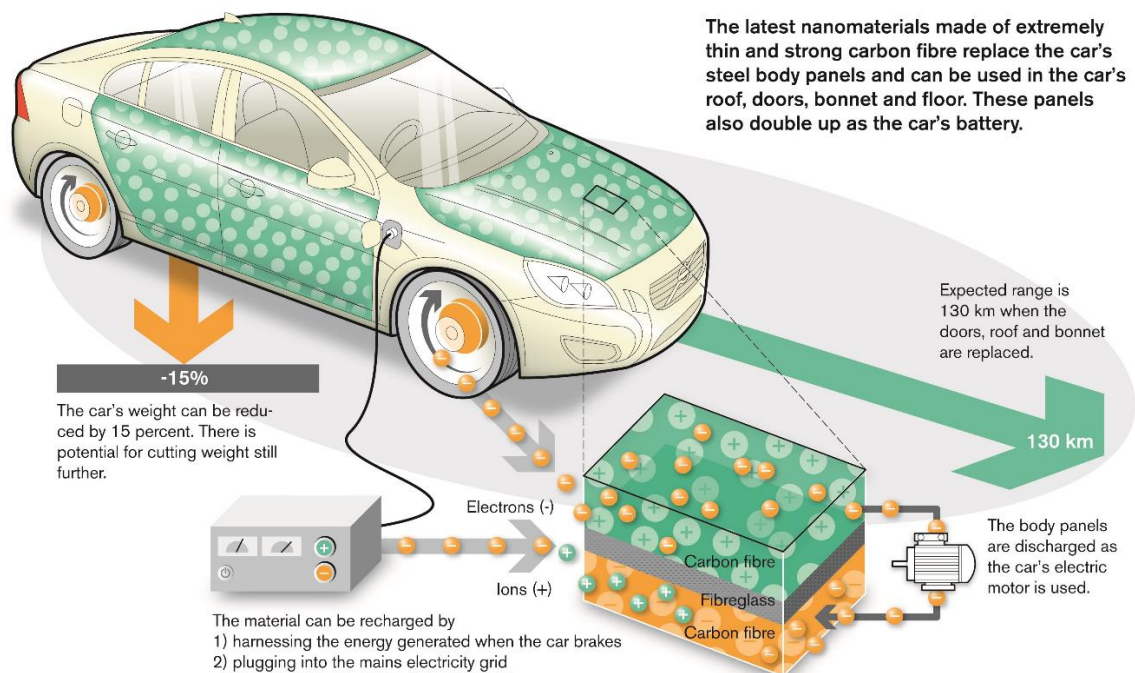 The latest nanomaterials made of extremely
thin and strong carbon fibre replace the car's
steel body panels and can be used in the car's
roof, doors, bonnet and floor. These panels
also double up as the car's battery.
Expected range is
130 km when the
doors, roof and bonnet
are replaced.
130 km
-15%
The car's weight can be redu-
ced by 15 percent. There is
potential for cutting weight still
further.
Electrons (-)
Ions (+)
Carbon fibre
Fibreglass
Carbon fibre
The body panels
are discharged as
the car's electric
motor is used.
The material can be recharged by
1) harnessing the energy generated when the car brakes
2) plugging into the mains electricity grid